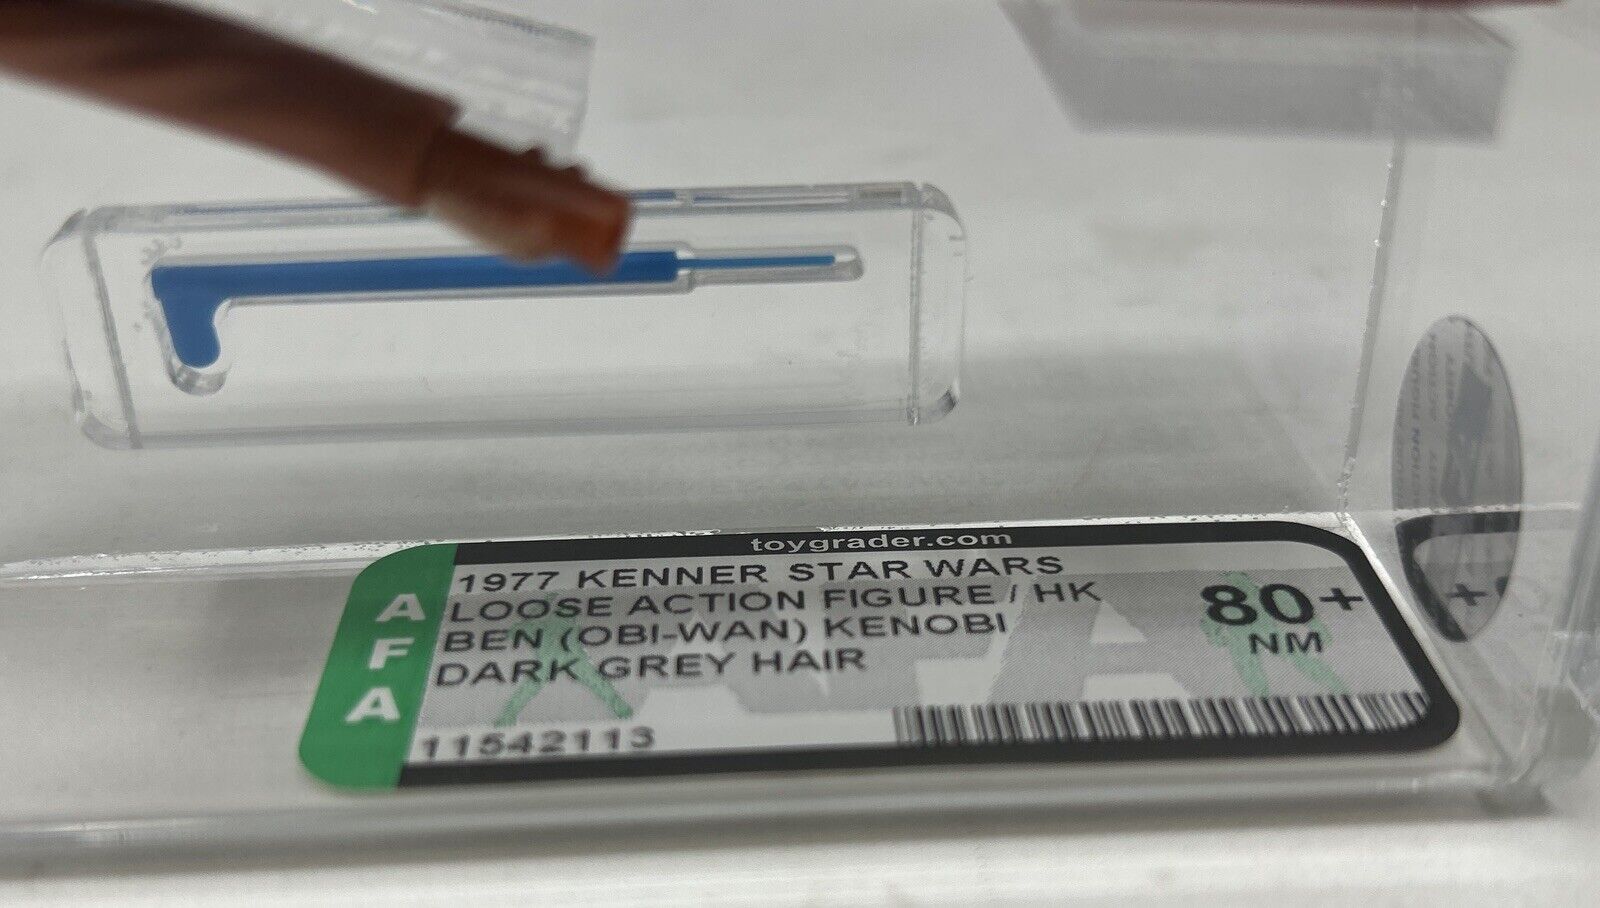 toygrader.com
AFA
1977 KENNER STAR WARS
LOOSE ACTION FIGURE / HK
BEN (OBI-WAN) KENOBI
DARK GREY HAIR
80+
NM
11542113